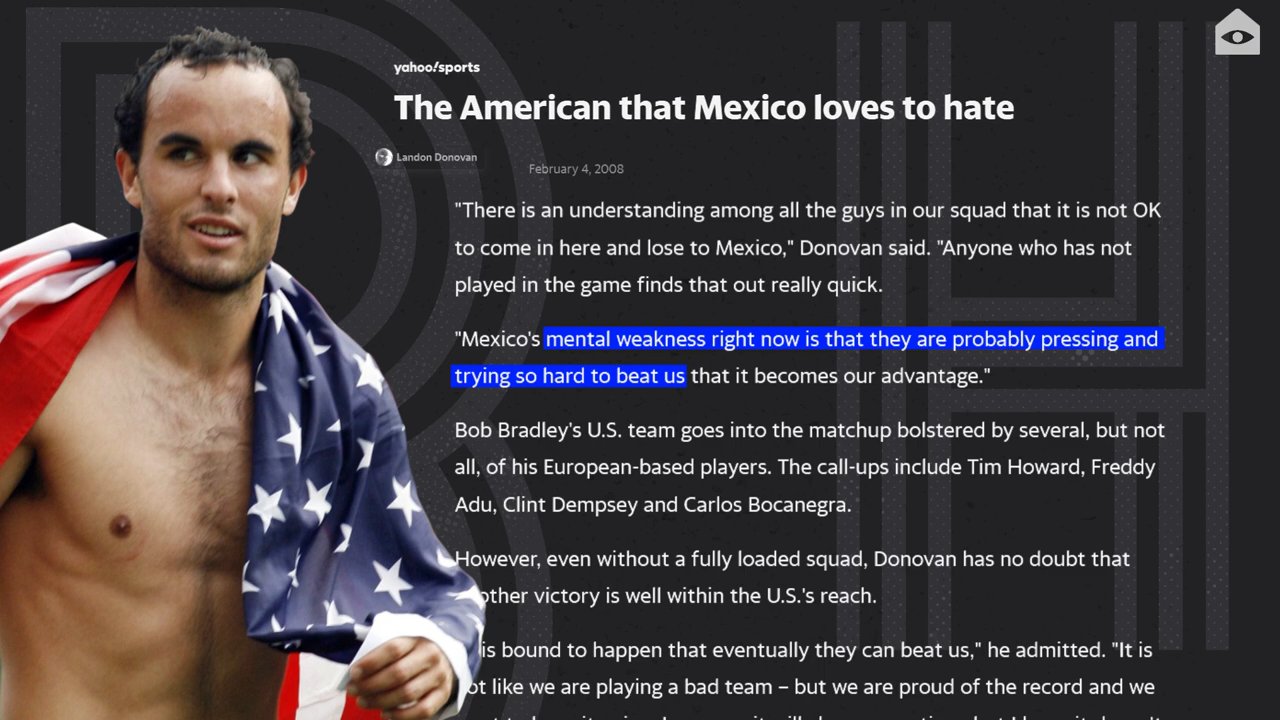 yahoo!sports
The American that Mexico loves to hate
Landon Donovan
February 4, 2008
"There is an understanding among all the guys in our squad that it is not OK
to come in here and lose to Mexico," Donovan said. "Anyone who has not
played in the game finds that out really quick.
"Mexico's mental weakness right now is that they are probably pressing and
trying so hard to beat us that it becomes our advantage."
Bob Bradley's U.S. team goes into the matchup bolstered by several, but not
all, of his European-based players. The call-ups include Tim Howard, Freddy
Adu, Clint Dempsey and Carlos Bocanegra.
However, even without a fully loaded squad, Donovan has no doubt that
other victory is well within the U.S.'s reach.
is bound to happen that eventually they can beat us," he admitted. "It is
ot like we are playing a bad team – but we are proud of the record and we